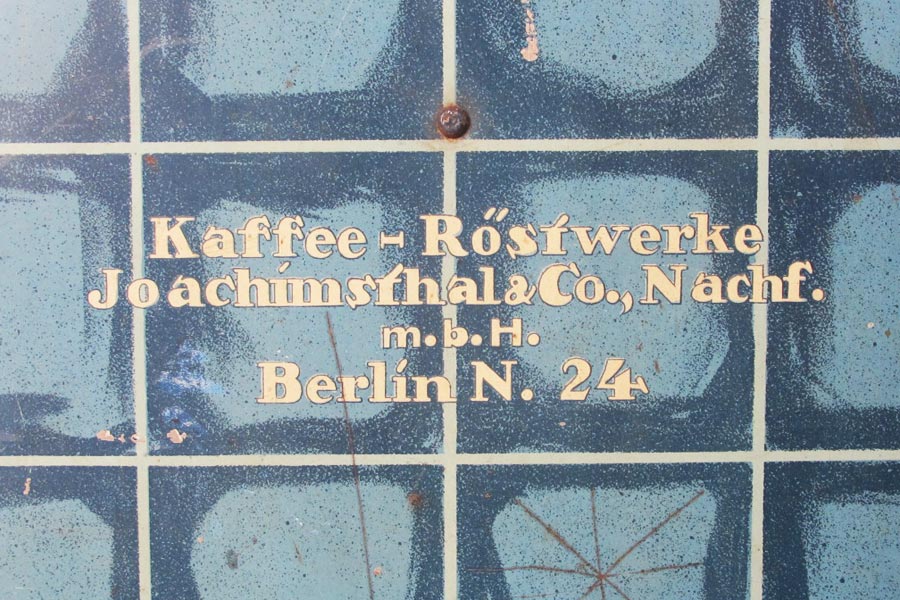 Kaffee-Röstwerke
Joachimsthal & Co., Nachf.
m.b.H.
Berlin N. 24